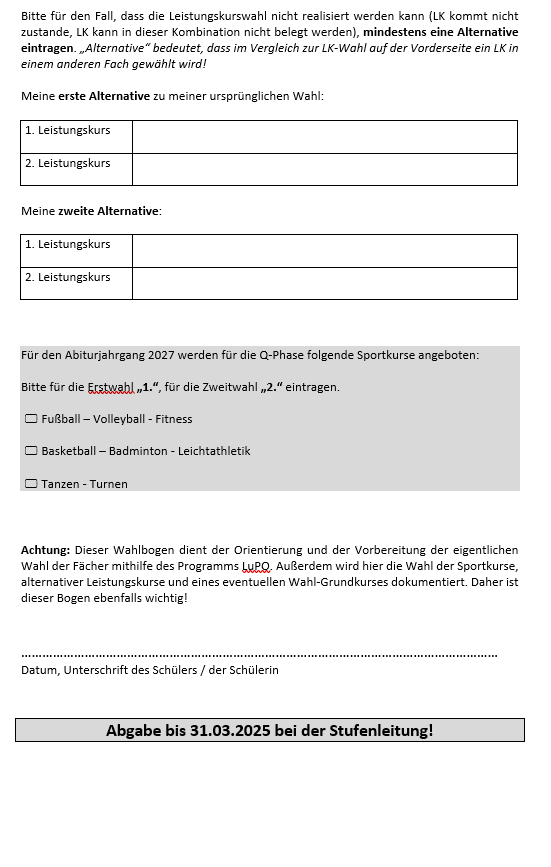 Bitte für den Fall, dass die Leistungskurswahl nicht realisiert werden kann (LK kommt nicht
zustande, LK kann in dieser Kombination nicht belegt werden), mindestens eine Alternative
eintragen. „Alternative“ bedeutet, dass im Vergleich zur LK-Wahl auf der Vorderseite ein LK in
einem anderen Fach gewählt wird!
Meine erste Alternative zu meiner ursprünglichen Wahl:
1. Leistungskurs
2. Leistungskurs
Meine zweite Alternative:
1. Leistungskurs
2. Leistungskurs
Für den Abiturjahrgang 2027 werden für die Q-Phase folgende Sportkurse angeboten:
Bitte für die Erstwahl „1.“, für die Zweitwahl „2.“ eintragen.
Fußball – Volleyball - Fitness
Basketball – Badminton - Leichtathletik
Tanzen - Turnen
Achtung: Dieser Wahlbogen dient der Orientierung und der Vorbereitung der eigentlichen
Wahl der Fächer mithilfe des Programms LuPO. Außerdem wird hier die Wahl der Sportkurse,
alternativer Leistungskurse und eines eventuellen Wahl-Grundkurses dokumentiert. Daher ist
dieser Bogen ebenfalls wichtig!
Datum, Unterschrift des Schülers / der Schülerin
Abgabe bis 31.03.2025 bei der Stufenleitung!